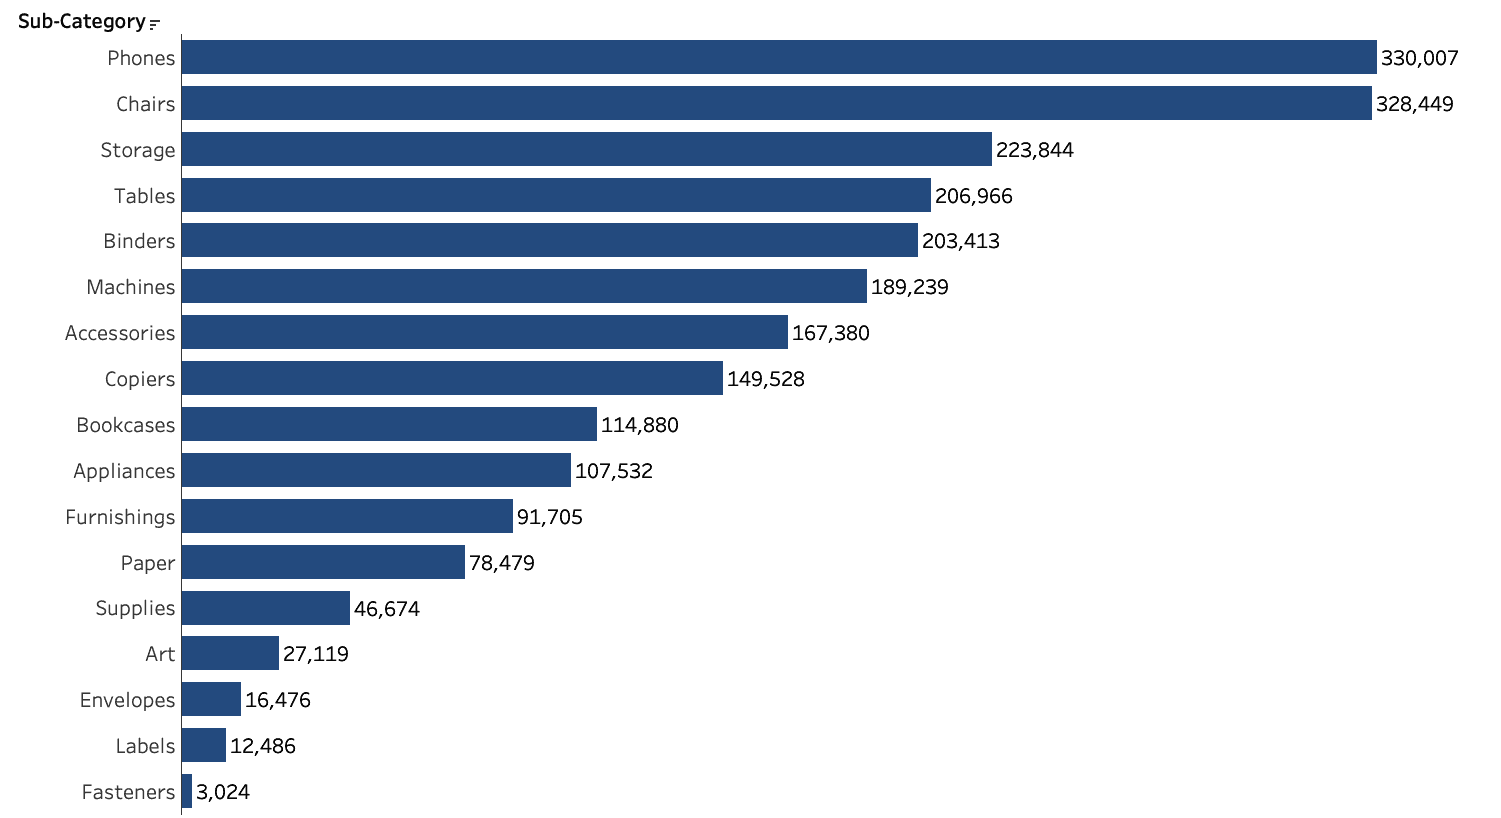 Sub-Category
Phones 330,007
Chairs 328,449
Storage 223,844
Tables 206,966
Binders 203,413
Machines 189,239
Accessories 167,380
Copiers 149,528
Bookcases 114,880
Appliances 107,532
Furnishings 91,705
Paper 78,479
Supplies 46,674
Art 27,119
Envelopes 16,476
Labels 12,486
Fasteners 3,024